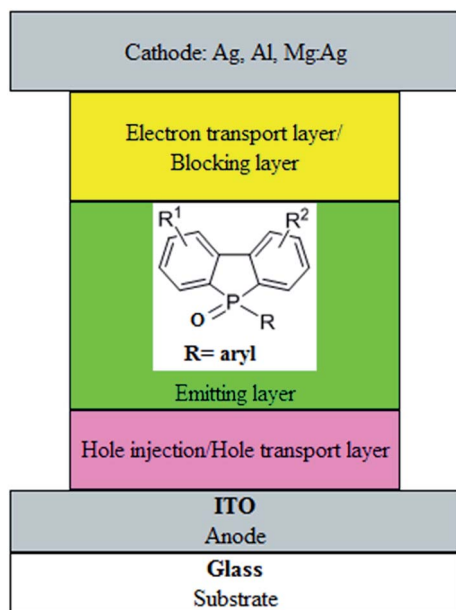 Cathode: Ag, Al, Mg:Ag
Electron transport layer/
Blocking layer
R1 R2
P
O R
R= aryl
Emitting layer
Hole injection/Hole transport layer
ITO
Anode
Glass
Substrate